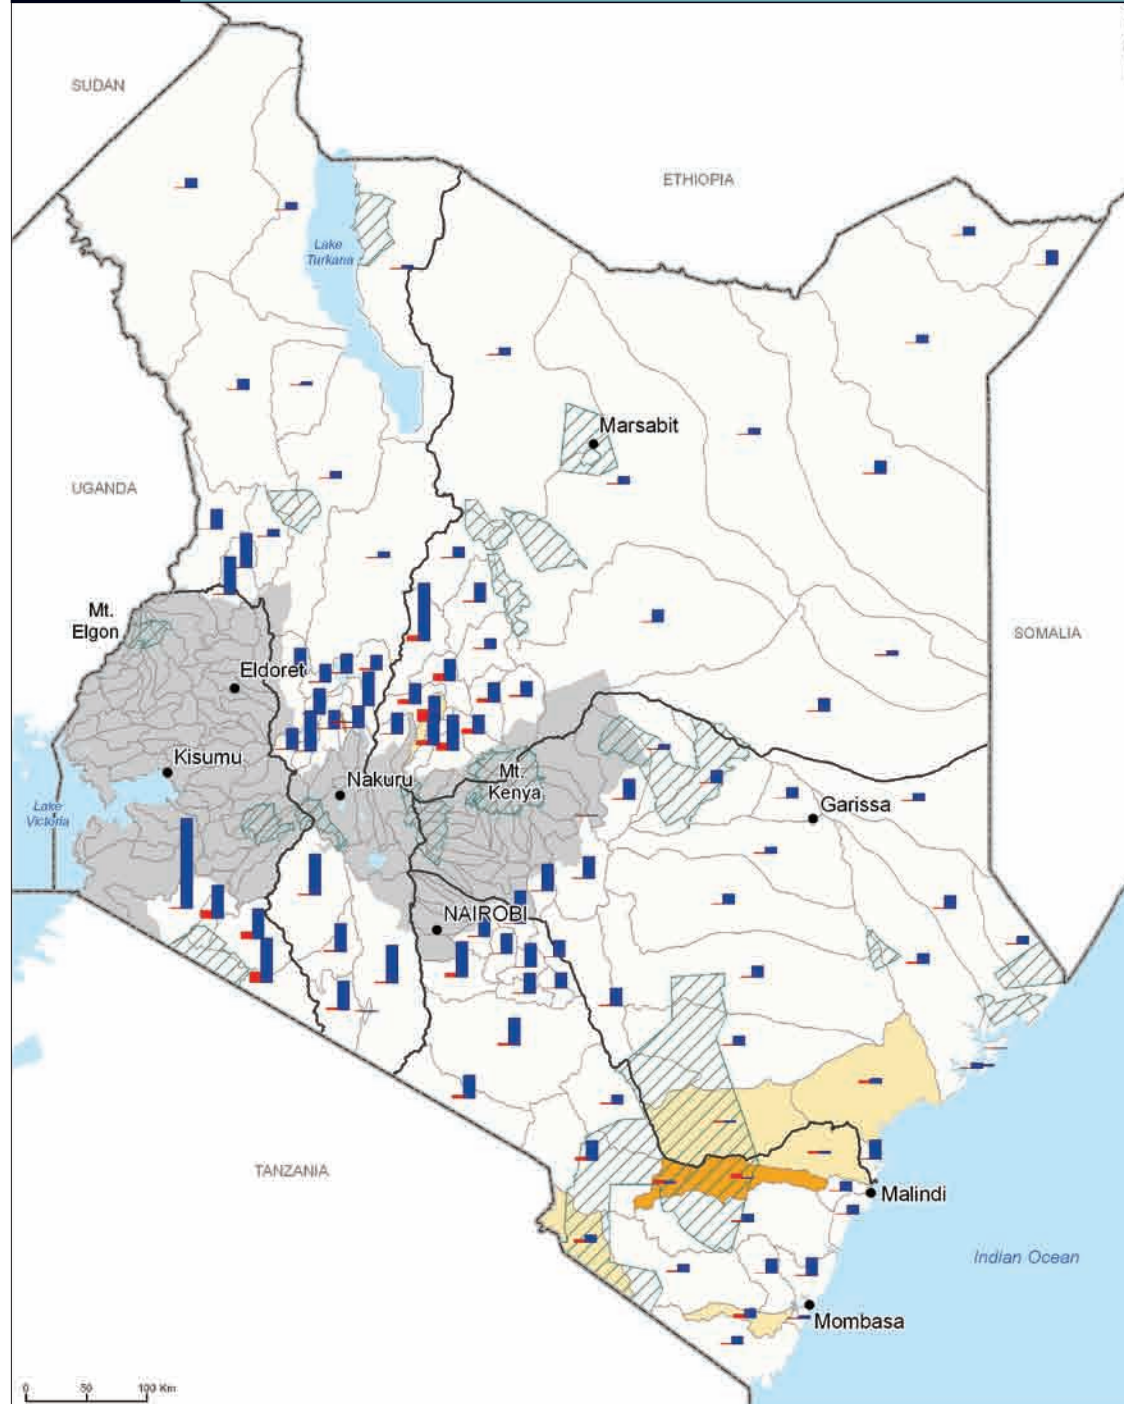 SUDAN
ETHIOPIA
Lake
Turkana
Marsabit
UGANDA
Mt.
Elgon
SOMALIA
Eldoret
Kisumu
Nakuru
Mt.
Kenya
Garissa
Lake
Victoria
NAIROBI
TANZANIA
Malindi
Indian Ocean
Mombasa
0 50 100 Km